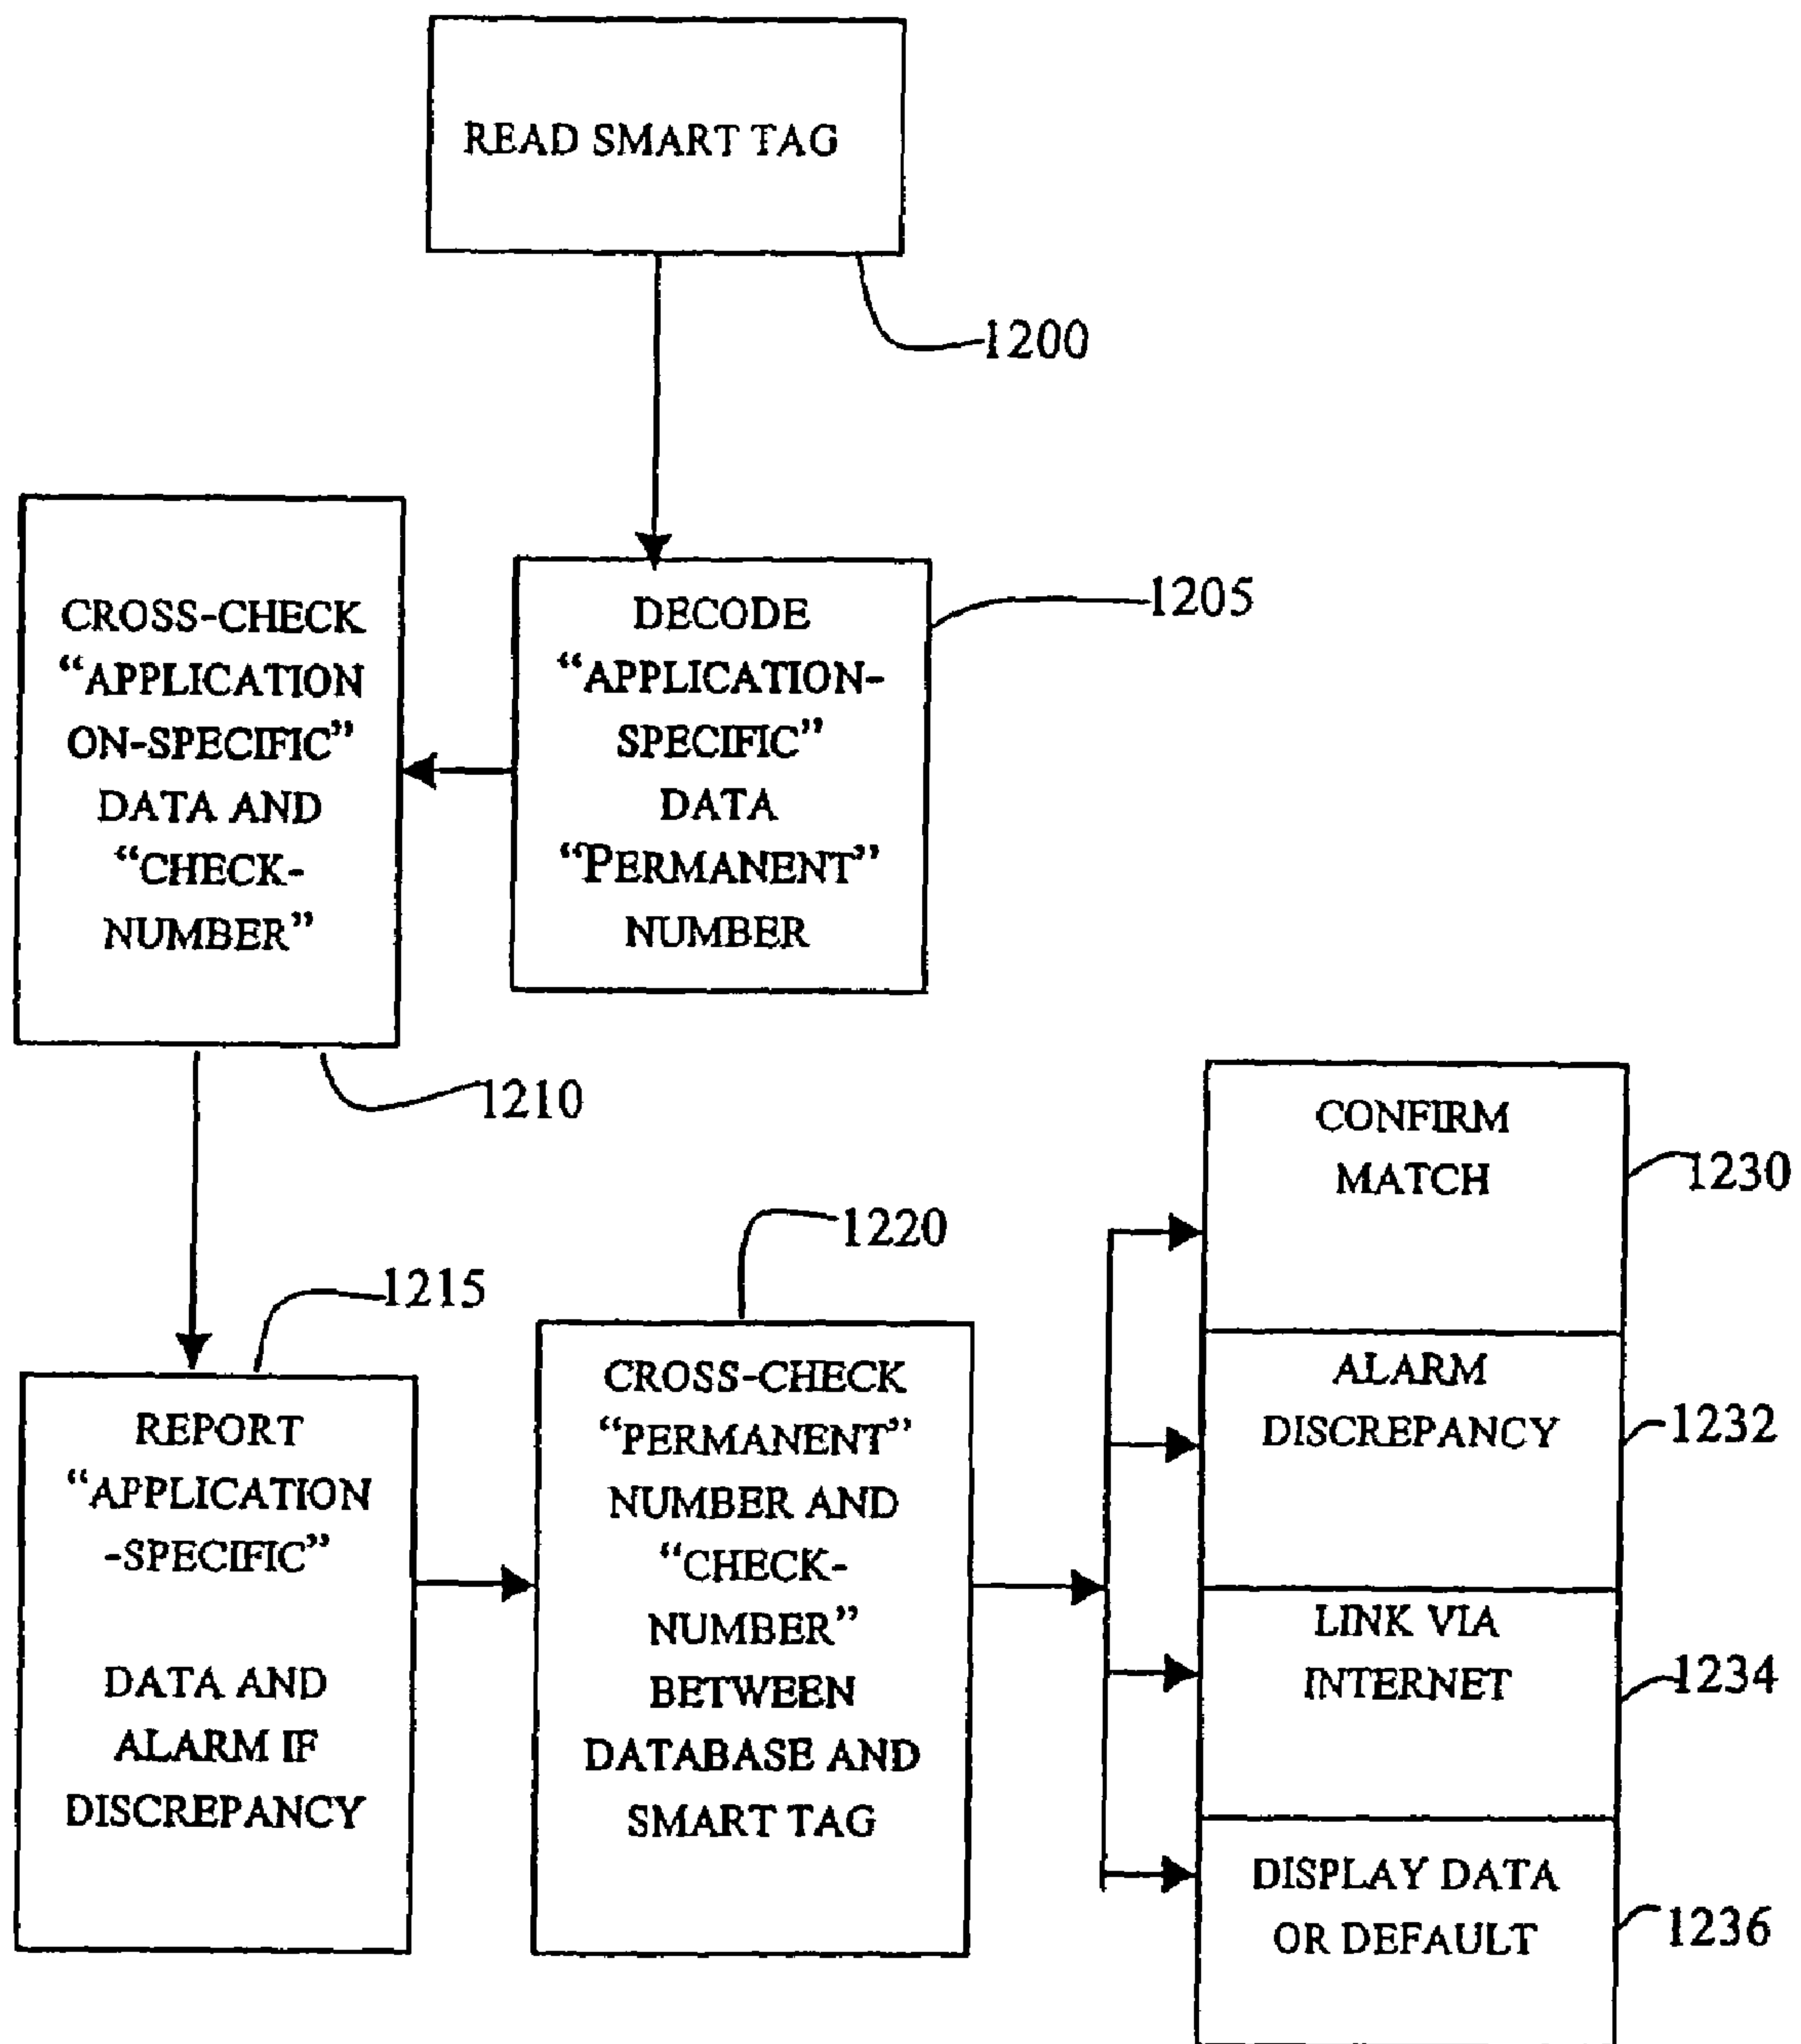 READ SMART TAG
1200
DECODE
“APPLICATION-
SPECIFIC”
DATA
“PERMANENT”
NUMBER
1205
CROSS-CHECK
“APPLICATION
ON-SPECIFIC”
DATA AND
“CHECK-
NUMBER”
1210
REPORT
“APPLICATION
-SPECIFIC”
DATA AND
ALARM IF
DISCREPANCY
1215
CROSS-CHECK
“PERMANENT”
NUMBER AND
“CHECK-
NUMBER”
BETWEEN
DATABASE AND
SMART TAG
1220
CONFIRM
MATCH
1230
ALARM
DISCREPANCY
1232
LINK VIA
INTERNET
1234
DISPLAY DATA
OR DEFAULT
1236